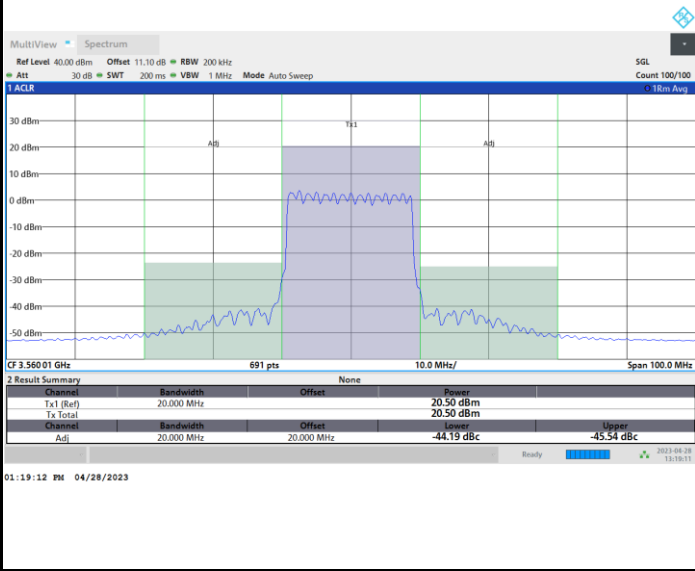 MultiView Spectrum
Ref Level 40.00 dBm Offset 11.10 dB RBW 200 kHz SGL
Att 30 dB SWT 200 ms VBW 1 MHz Mode Auto Sweep Count 100/100
1 ACLR 1Rm Avg
30 dBm
Tx1
20 dBm Adj Adj
10 dBm
0 dBm
-10 dBm
-20 dBm
-30 dBm
-40 dBm
-50 dBm
CF 3.56001 GHz 691 pts 10.0 MHz/ Span 100.0 MHz
2 Result Summary None
Channel Bandwidth Offset Power
Tx1 (Ref) 20.000 MHz 20.50 dBm
Tx Total 20.50 dBm
Channel Bandwidth Offset Lower Upper
Adj 20.000 MHz 20.000 MHz -44.19 dBc -45.54 dBc
Ready 2023-04-28
13:19:11
01:19:12 PM 04/28/2023